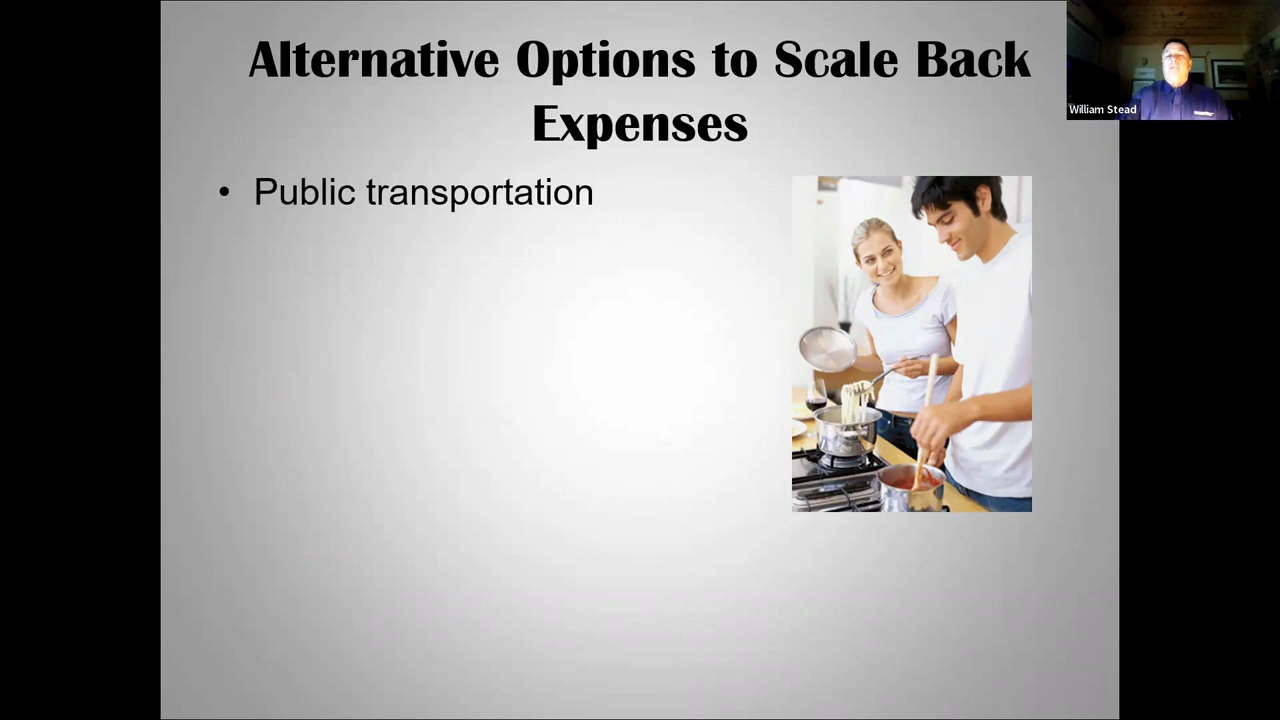 Alternative Options to Scale Back
Expenses
• Public transportation
William Stead